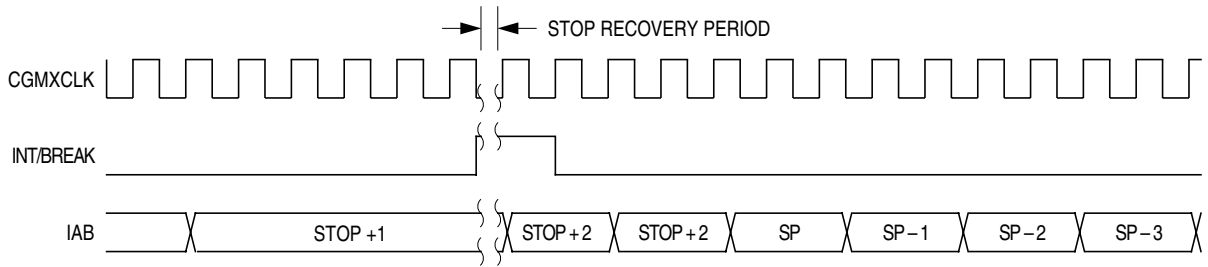 STOP RECOVERY PERIOD
CGMXCLK
INT/BREAK
IAB
STOP +1
STOP + 2
STOP + 2
SP
SP – 1
SP – 2
SP – 3